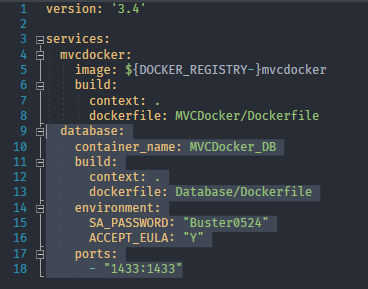 1 version: '3.4'
2
3 services:
4 mvcdocker:
5 image: ${DOCKER_REGISTRY-}mvcdocker
6 build:
7 context: .
8 dockerfile: MVCDocker/Dockerfile
9 database:
10 container_name: MVCDocker_DB
11 build:
12 context: .
13 dockerfile: Database/Dockerfile
14 environment:
15 SA_PASSWORD: "Buster0524"
16 ACCEPT_EULA: "Y"
17 ports:
18 - "1433:1433"